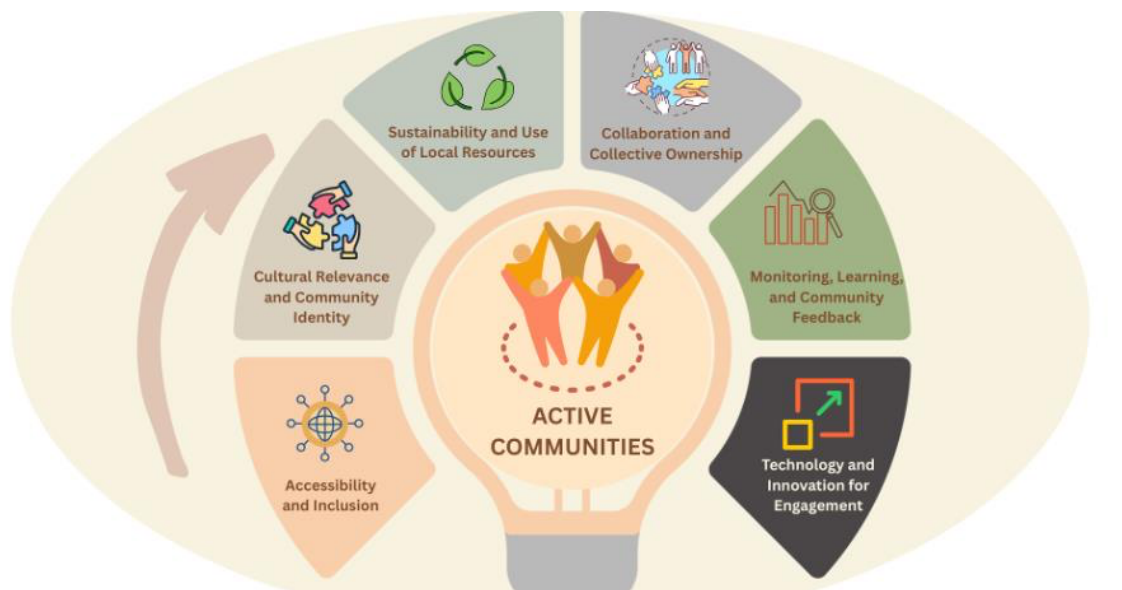 Sustainability and Use
of Local Resources
Collaboration and
Collective Ownership
Cultural Relevance
and Community
Identity
Monitoring, Learning,
and Community
Feedback
ACTIVE
COMMUNITIES
Accessibility
and Inclusion
Technology and
Innovation for
Engagement